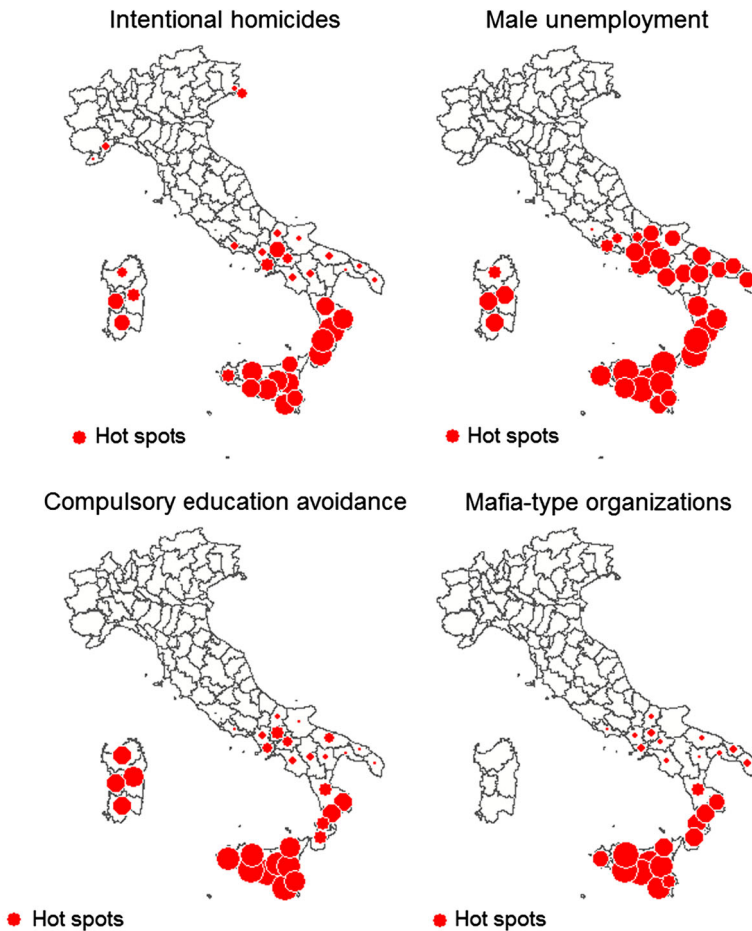 Intentional homicides
Male unemployment
Hot spots
Hot spots
Compulsory education avoidance
Mafia-type organizations
Hot spots
Hot spots